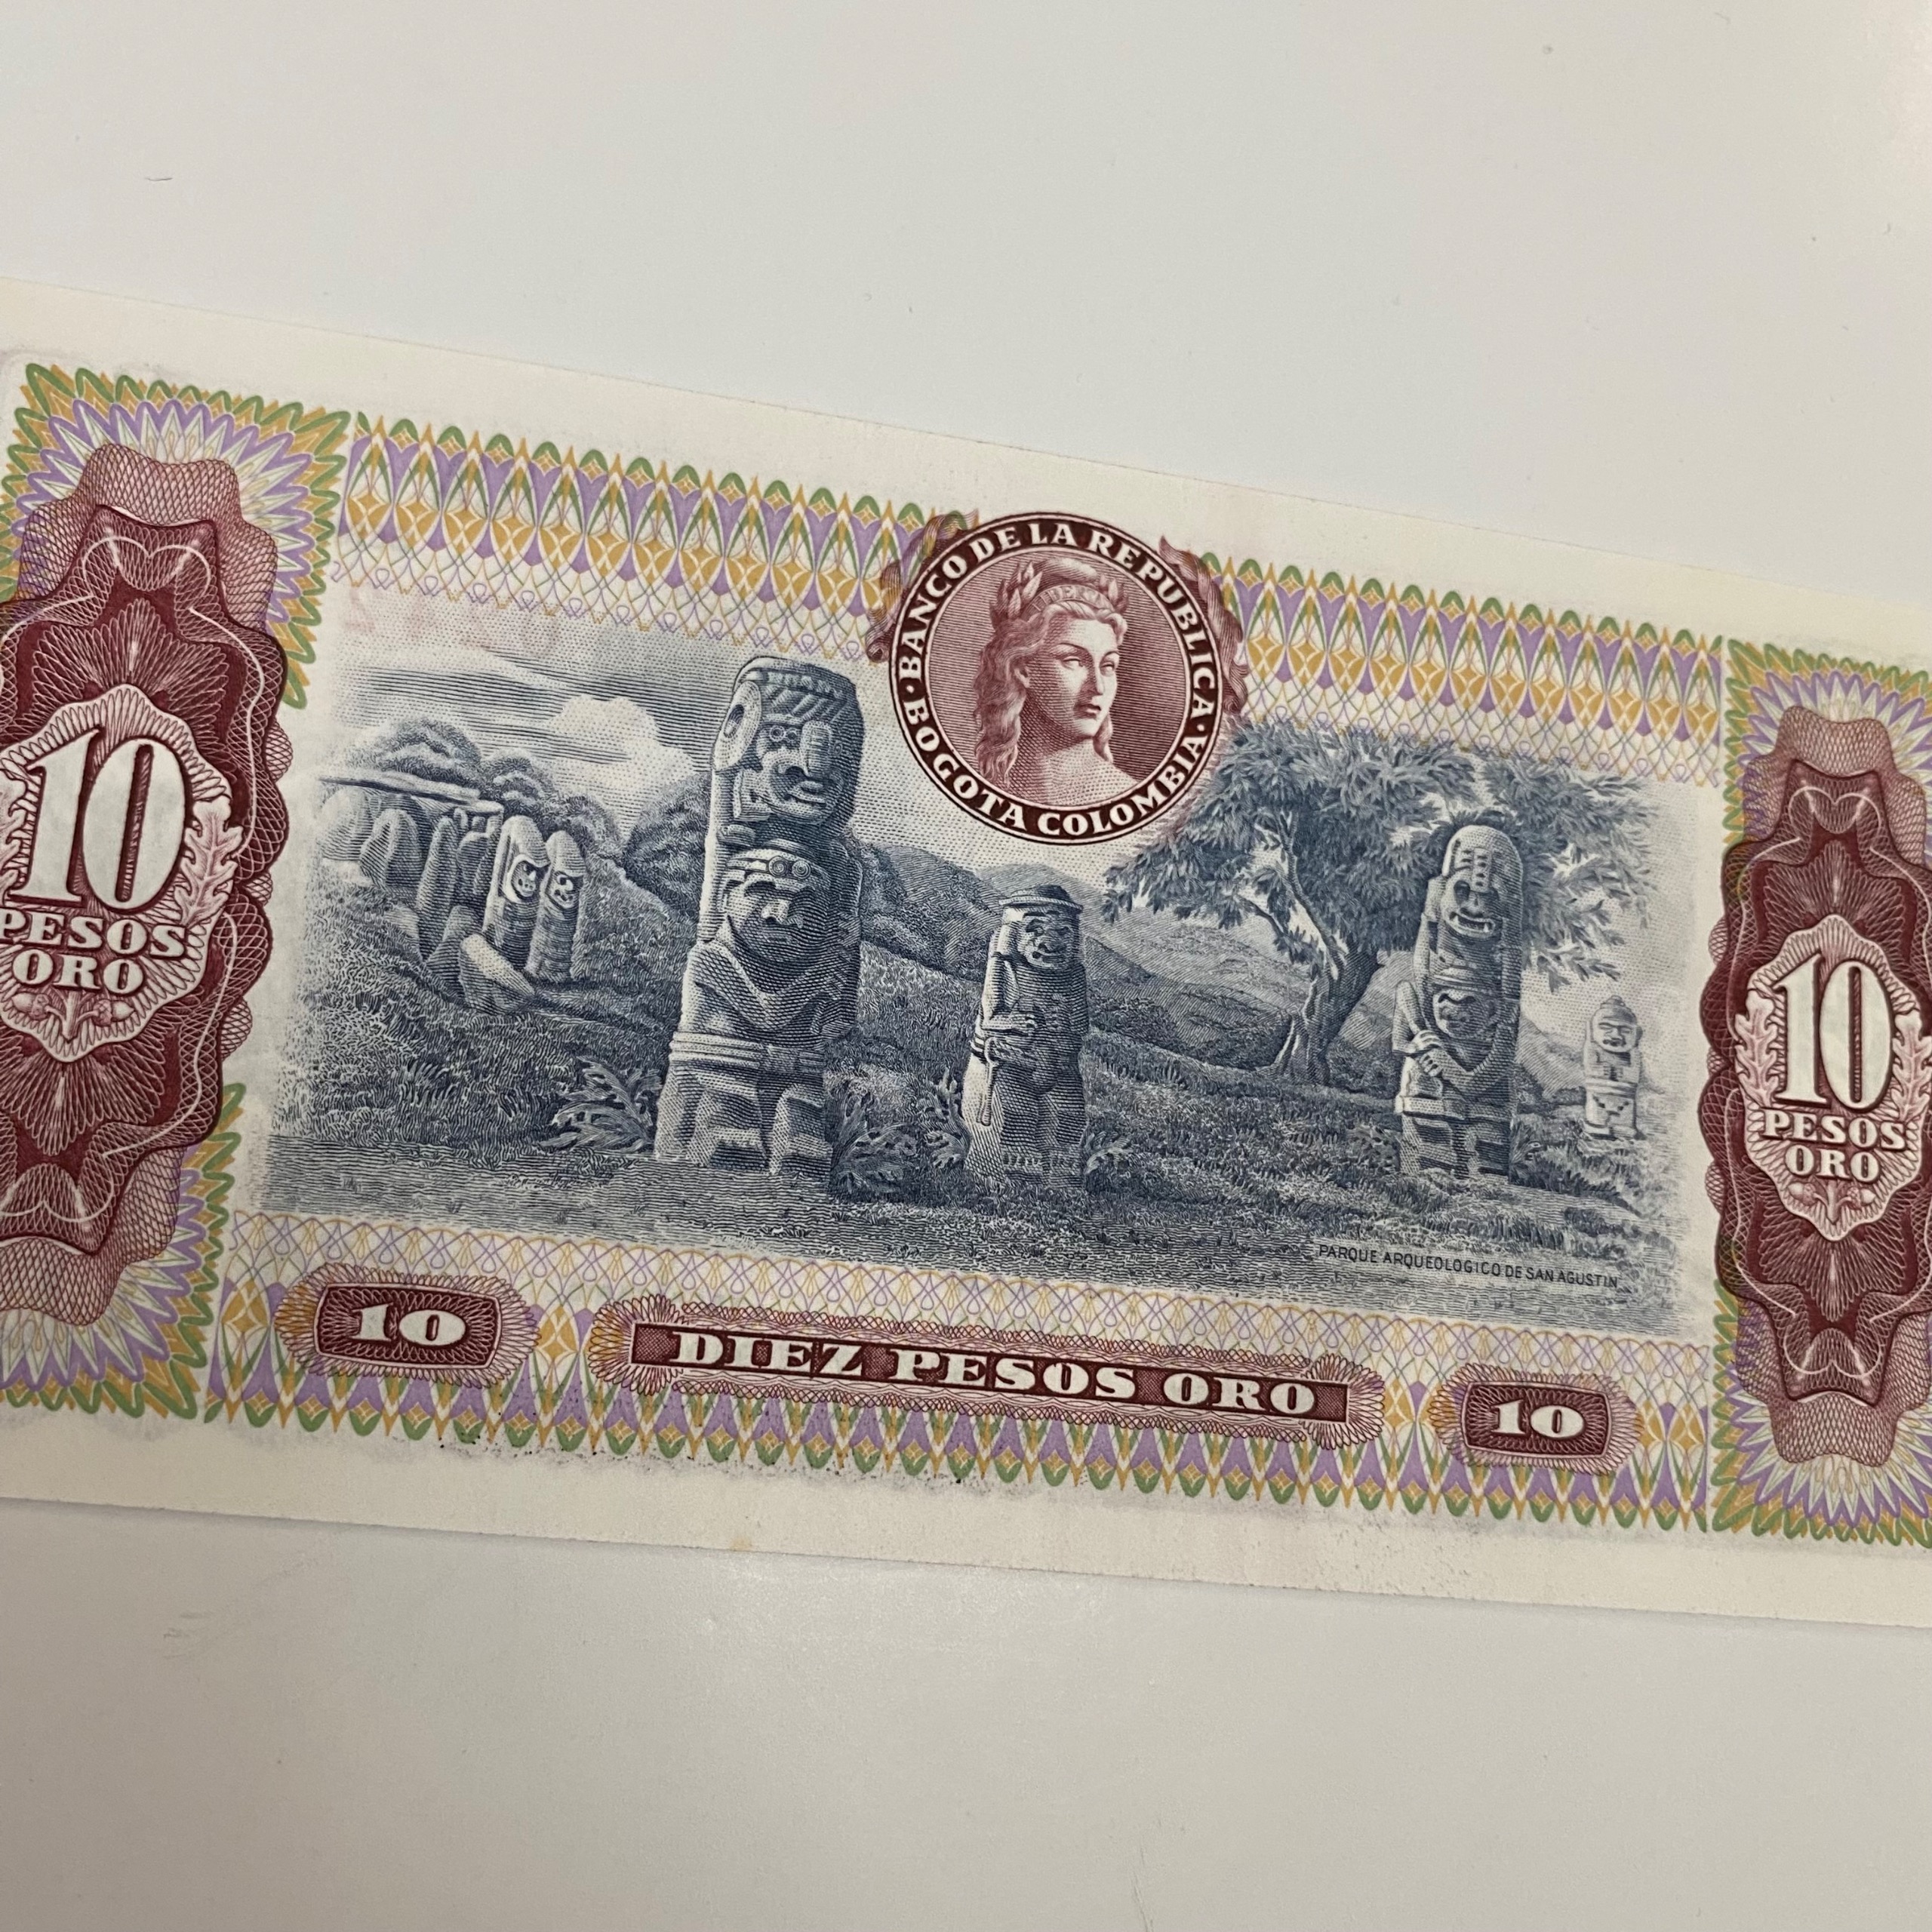 BANCO DE LA REPUBLICA
BOGOTA COLOMBIA
10
PESOS
ORO
10
PESOS
ORO
PARQUE ARQUEOLOGICO DE SAN AGUSTIN
10
DIEZ PESOS ORO
10